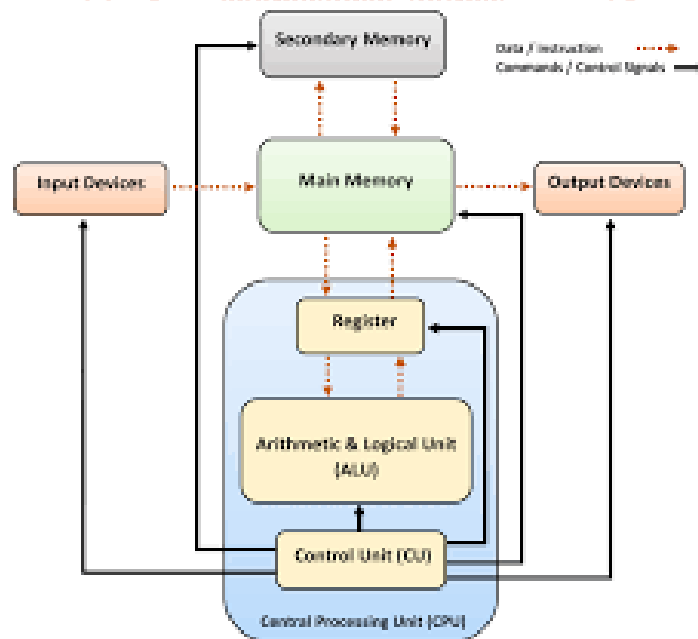 Secondary Memory
Data / Instruction
Commands / Control Signals
Input Devices
Main Memory
Output Devices
Register
Arithmetic & Logical Unit
(ALU)
Control Unit (CU)
Central Processing Unit (CPU)